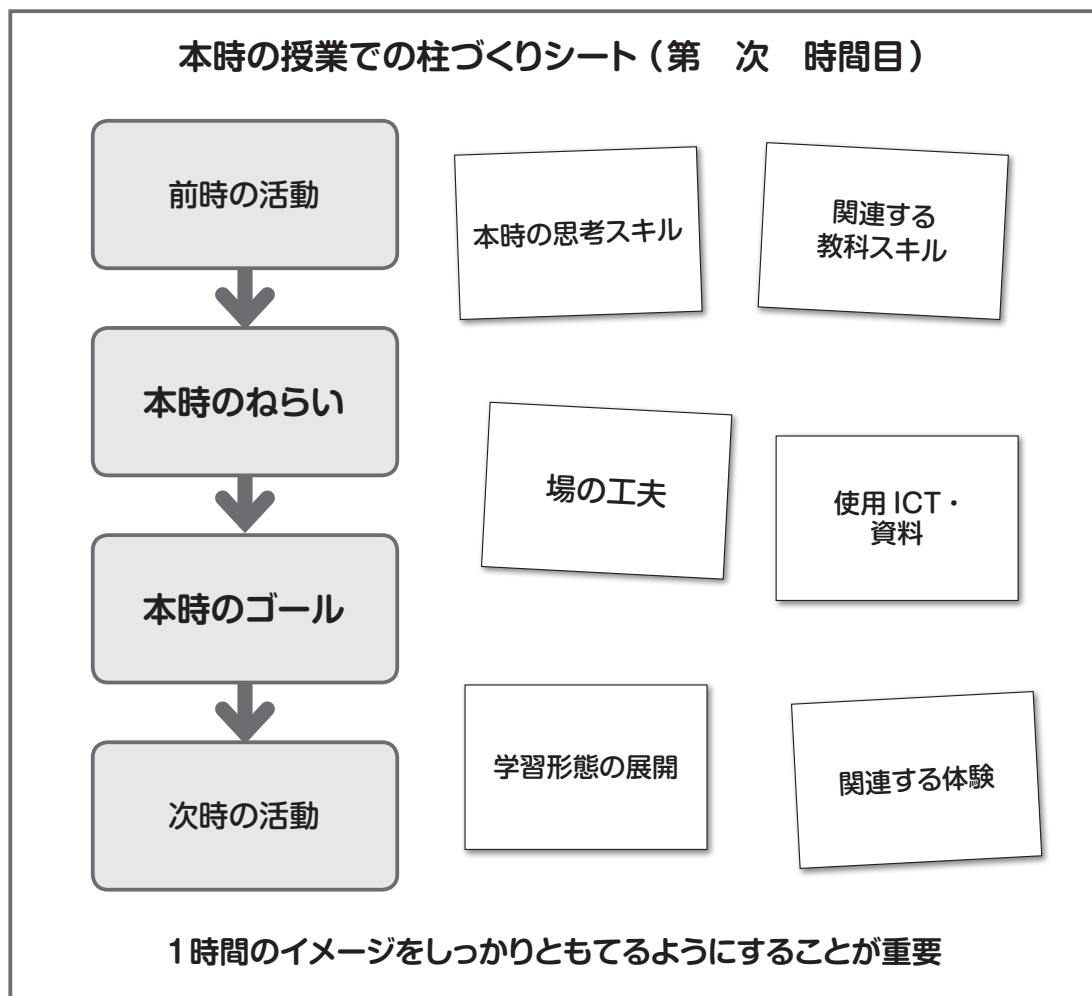 本時の授業での柱づくりシート（第　次　時間目）
前時の活動
本時のねらい
本時のゴール
次時の活動
本時の思考スキル
関連する
教科スキル
場の工夫
使用 ICT・
資料
学習形態の展開
関連する体験
1時間のイメージをしっかりともてるようにすることが重要